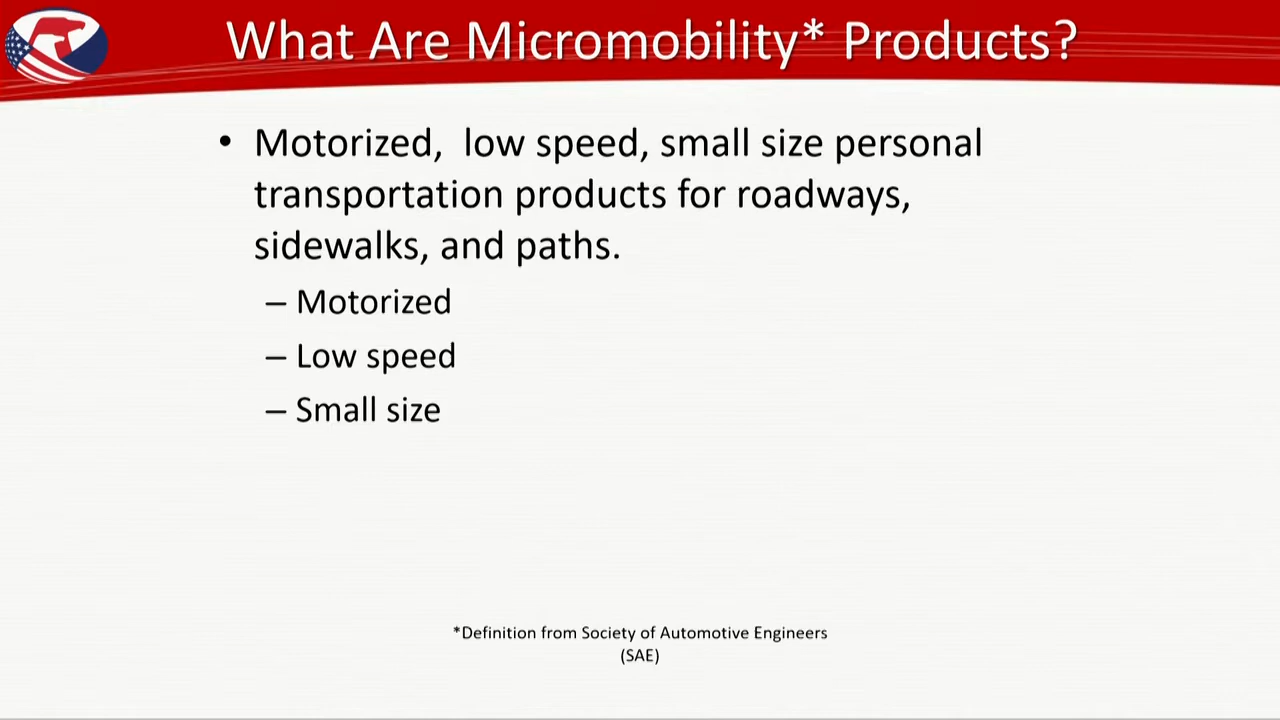 What Are Micromobility* Products?
• Motorized,  low speed, small size personal
transportation products for roadways,
sidewalks, and paths.
– Motorized
– Low speed
– Small size
*Definition from Society of Automotive Engineers
(SAE)